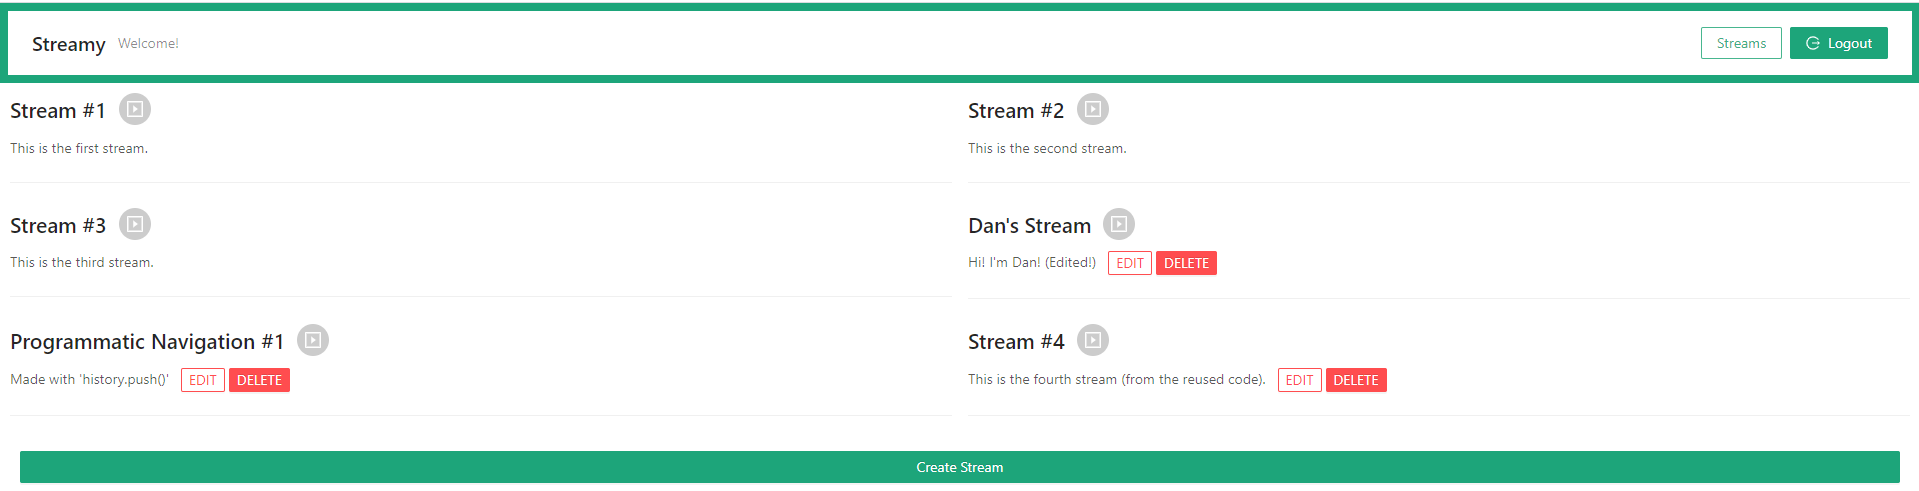 Streamy Welcome! Streams Logout
Stream #1
This is the first stream.
Stream #2
This is the second stream.
Stream #3
This is the third stream.
Dan's Stream
Hi! I'm Dan! (Edited!) EDIT DELETE
Programmatic Navigation #1
Made with 'history.push()' EDIT DELETE
Stream #4
This is the fourth stream (from the reused code). EDIT DELETE
Create Stream